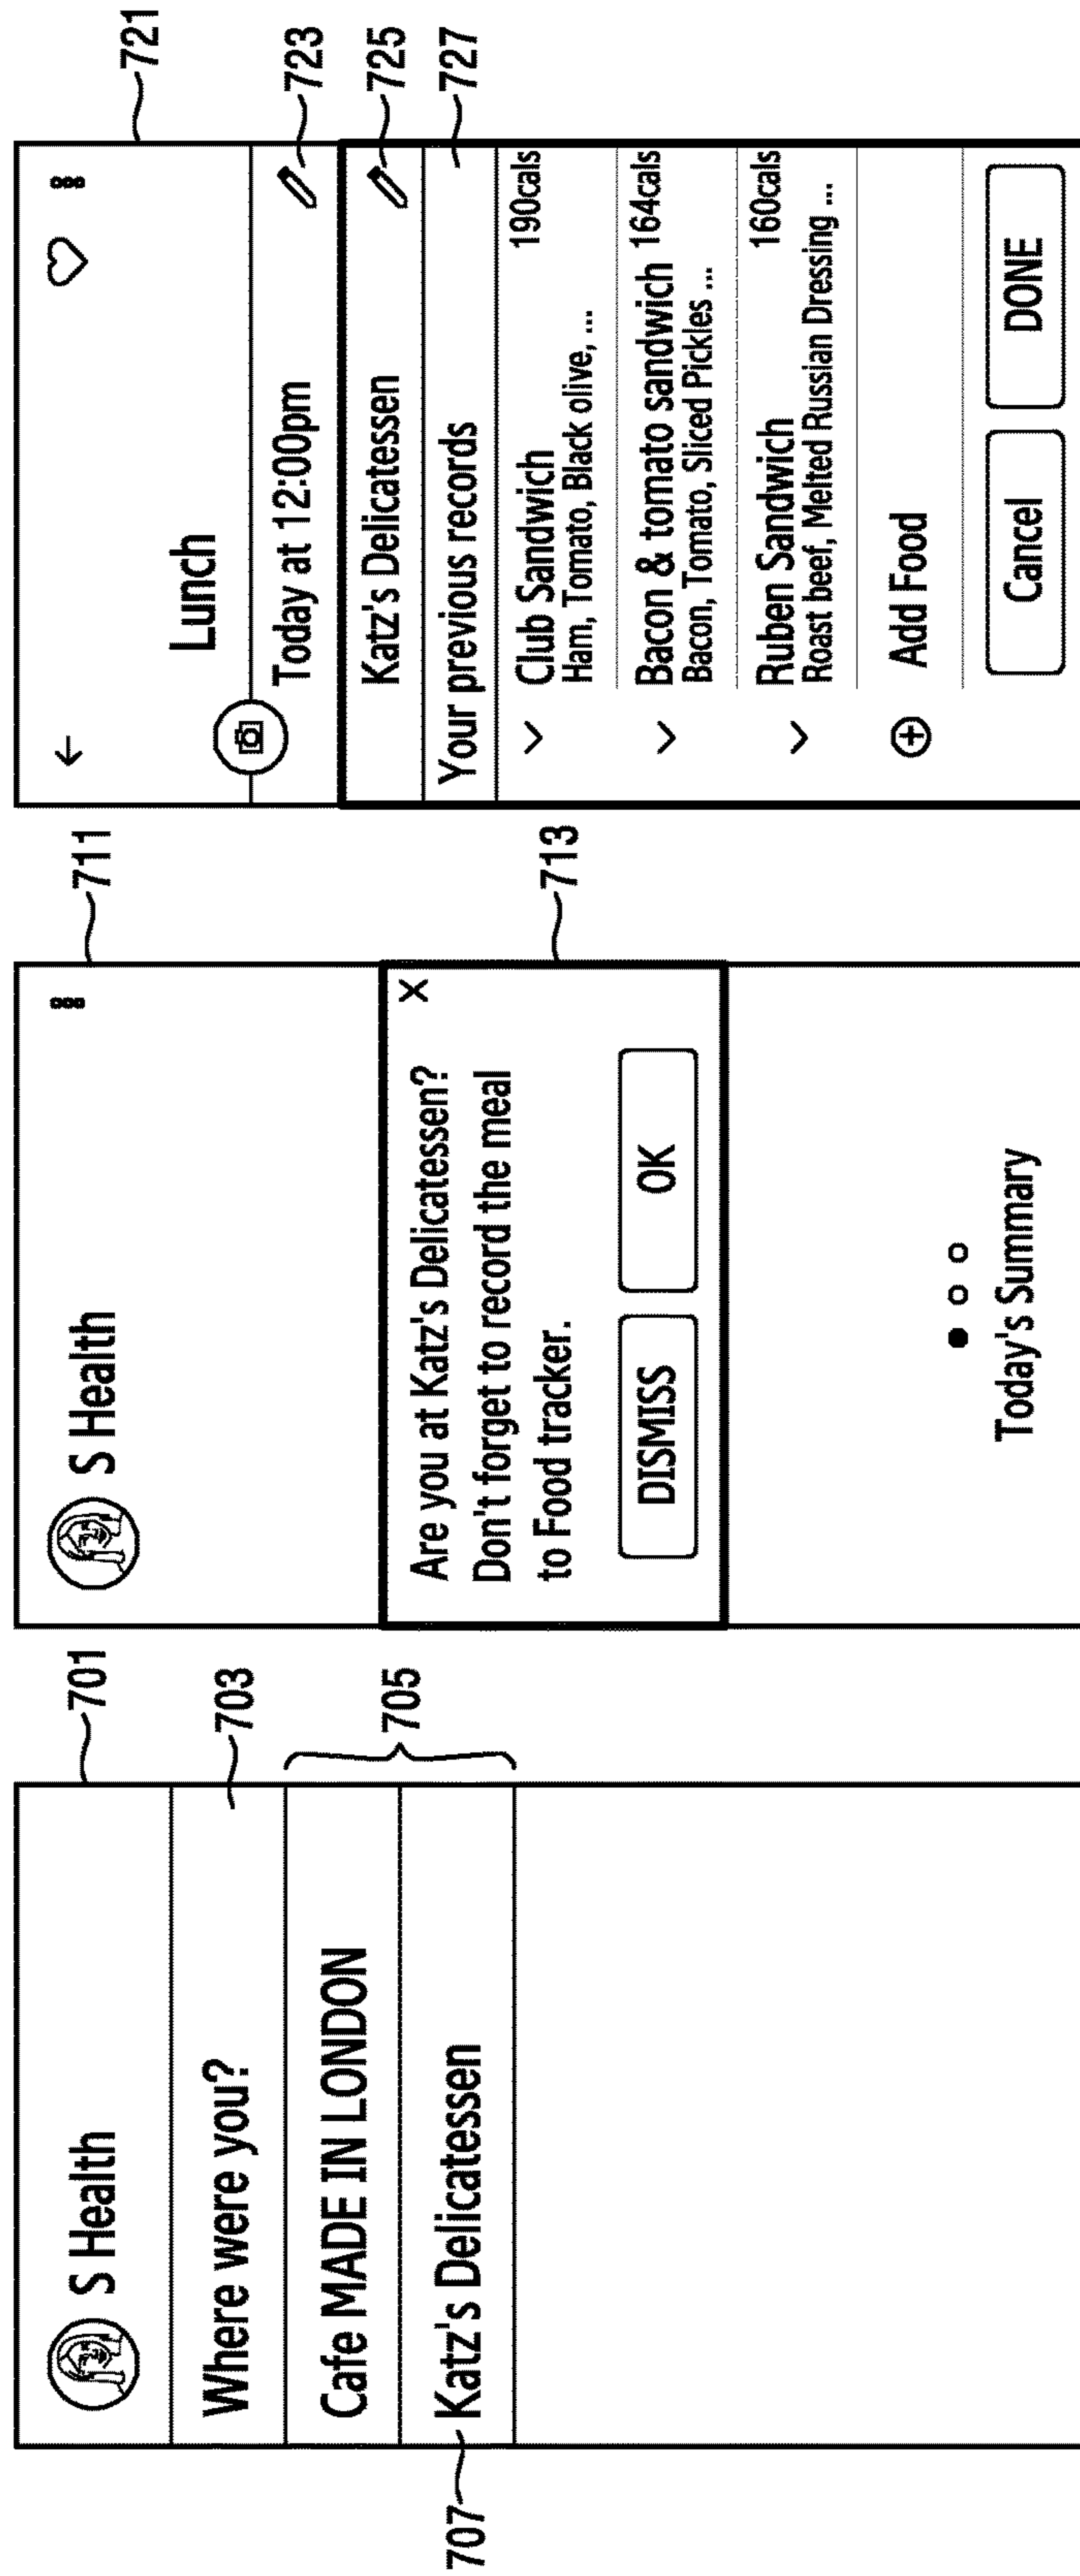 701
S Health
Where were you?
703
Cafe MADE IN LONDON
705
707
Katz's Delicatessen
711
S Health
713
Are you at Katz's Delicatessen?
X
Don't forget to record the meal
to Food tracker.
DISMISS
OK
Today's Summary
721
Lunch
Today at 12:00pm
723
Katz's Delicatessen
725
Your previous records
727
Club Sandwich
190cals
Ham, Tomato, Black olive, ...
Bacon & tomato sandwich
164cals
Bacon, Tomato, Sliced Pickles ...
Ruben Sandwich
160cals
Roast beef, Melted Russian Dressing ...
Add Food
Cancel
DONE